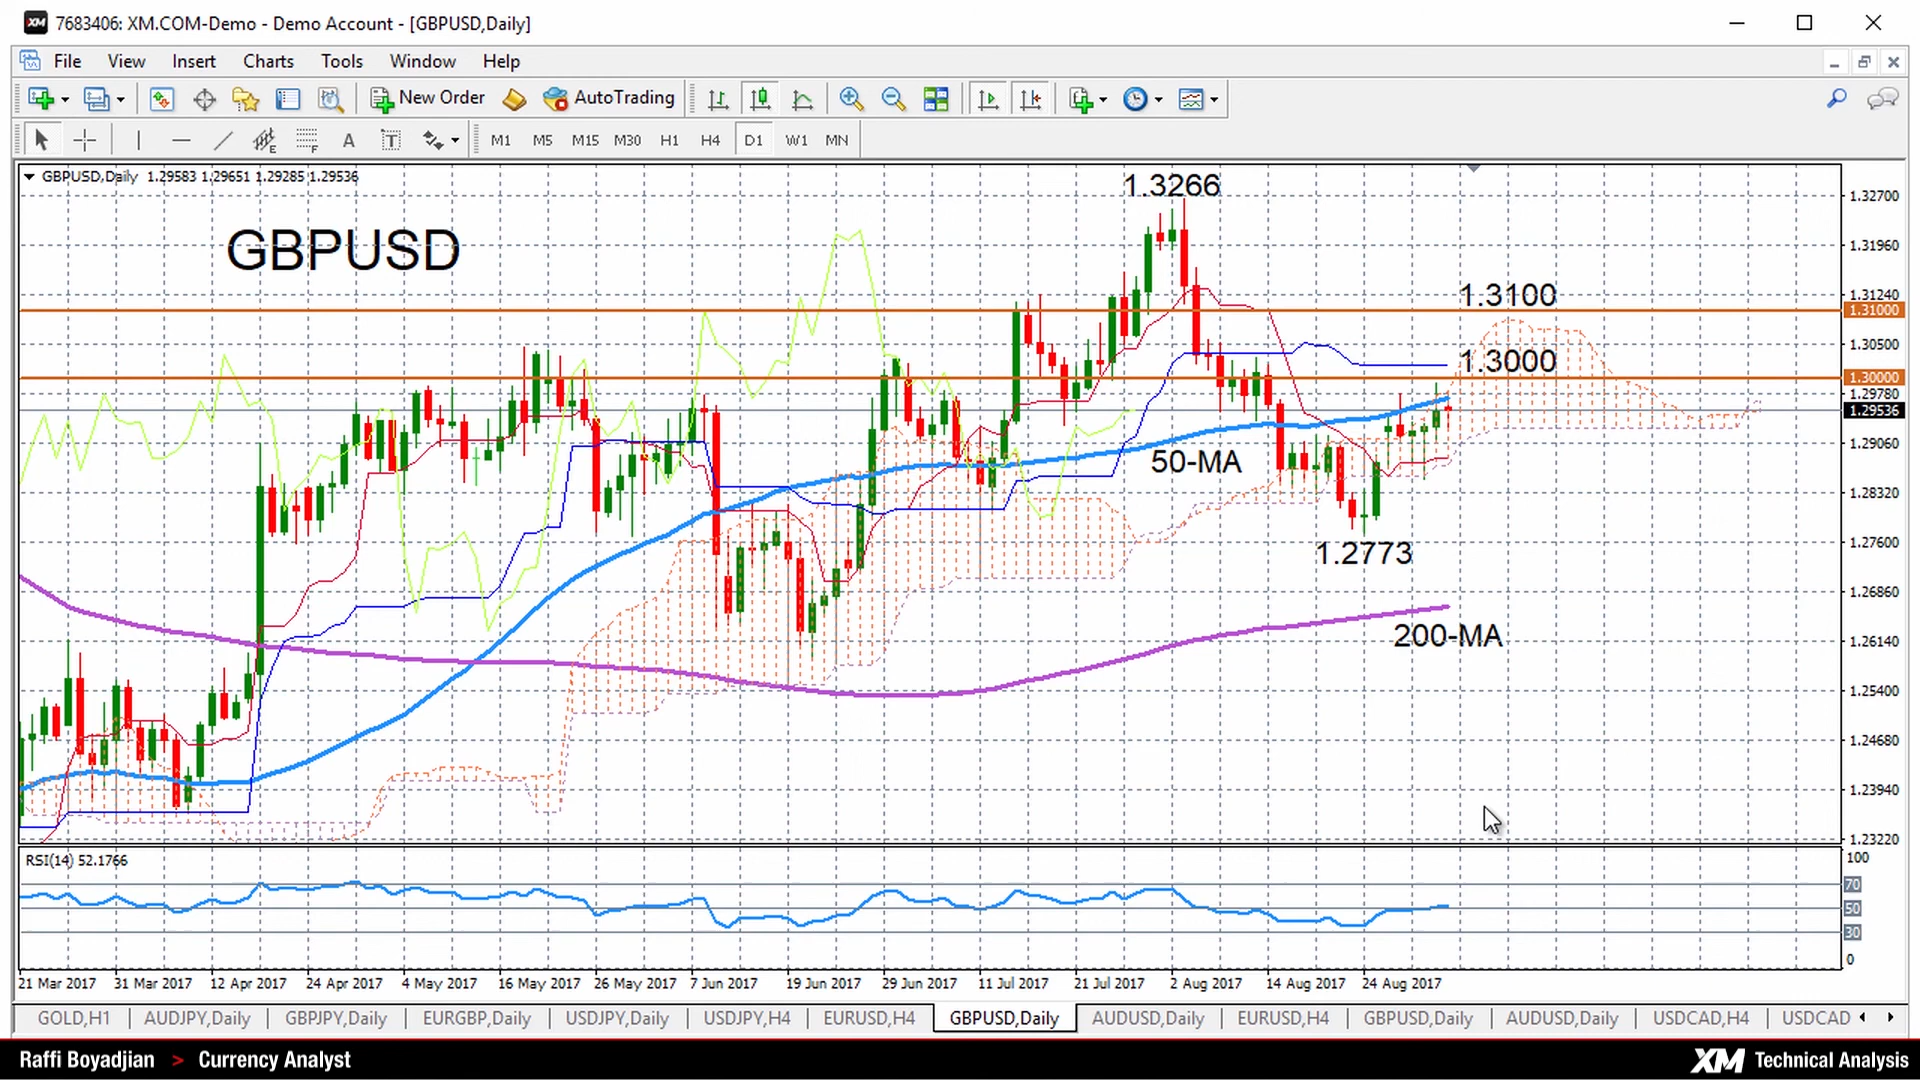 XM 7683406: XM.COM-Demo - Demo Account - [GBPUSD,Daily]
File View Insert Charts Tools Window Help
New Order AutoTrading
A T M1 M5 M15 M30 H1 H4 D1 W1 MN
GBPUSD,Daily 1.29583 1.29651 1.29285 1.29536
GBPUSD
1.3266
1.3100
1.3000
50-MA
1.2773
200-MA
1.32700
1.31960
1.31240
1.31000
1.30500
1.30000
1.29780
1.29536
1.29060
1.28320
1.27600
1.26860
1.26140
1.25400
1.24680
1.23940
1.23220
RSI(14) 52.1766
100
70
50
30
0
21 Mar 2017 31 Mar 2017 12 Apr 2017 24 Apr 2017 4 May 2017 16 May 2017 26 May 2017 7 Jun 2017 19 Jun 2017 29 Jun 2017 11 Jul 2017 21 Jul 2017 2 Aug 2017 14 Aug 2017 24 Aug 2017
GOLD,H1 AUDJPY,Daily GBPJPY,Daily EURGBP,Daily USDJPY,Daily USDJPY,H4 EURUSD,H4 GBPUSD,Daily AUDUSD,Daily EURUSD,H4 GBPUSD,Daily AUDUSD,Daily USDCAD,H4 USDCAD
Raffi Boyadjian > Currency Analyst XM Technical Analysis